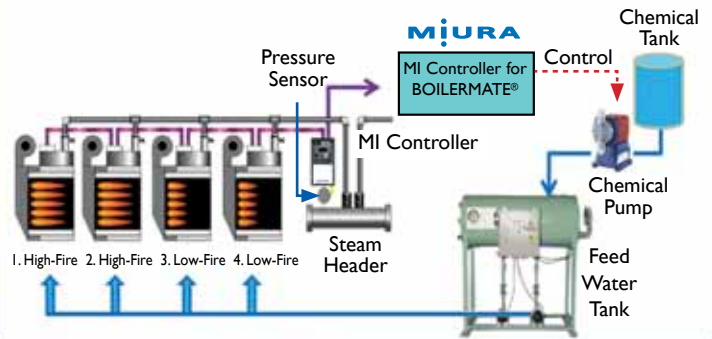 MIURA
Chemical
Tank
Pressure
Sensor
MI Controller for
BOILERMATE®
Control
MI Controller
Chemical
Pump
Steam
Header
1. High-Fire
2. High-Fire
3. Low-Fire
4. Low-Fire
Feed
Water
Tank